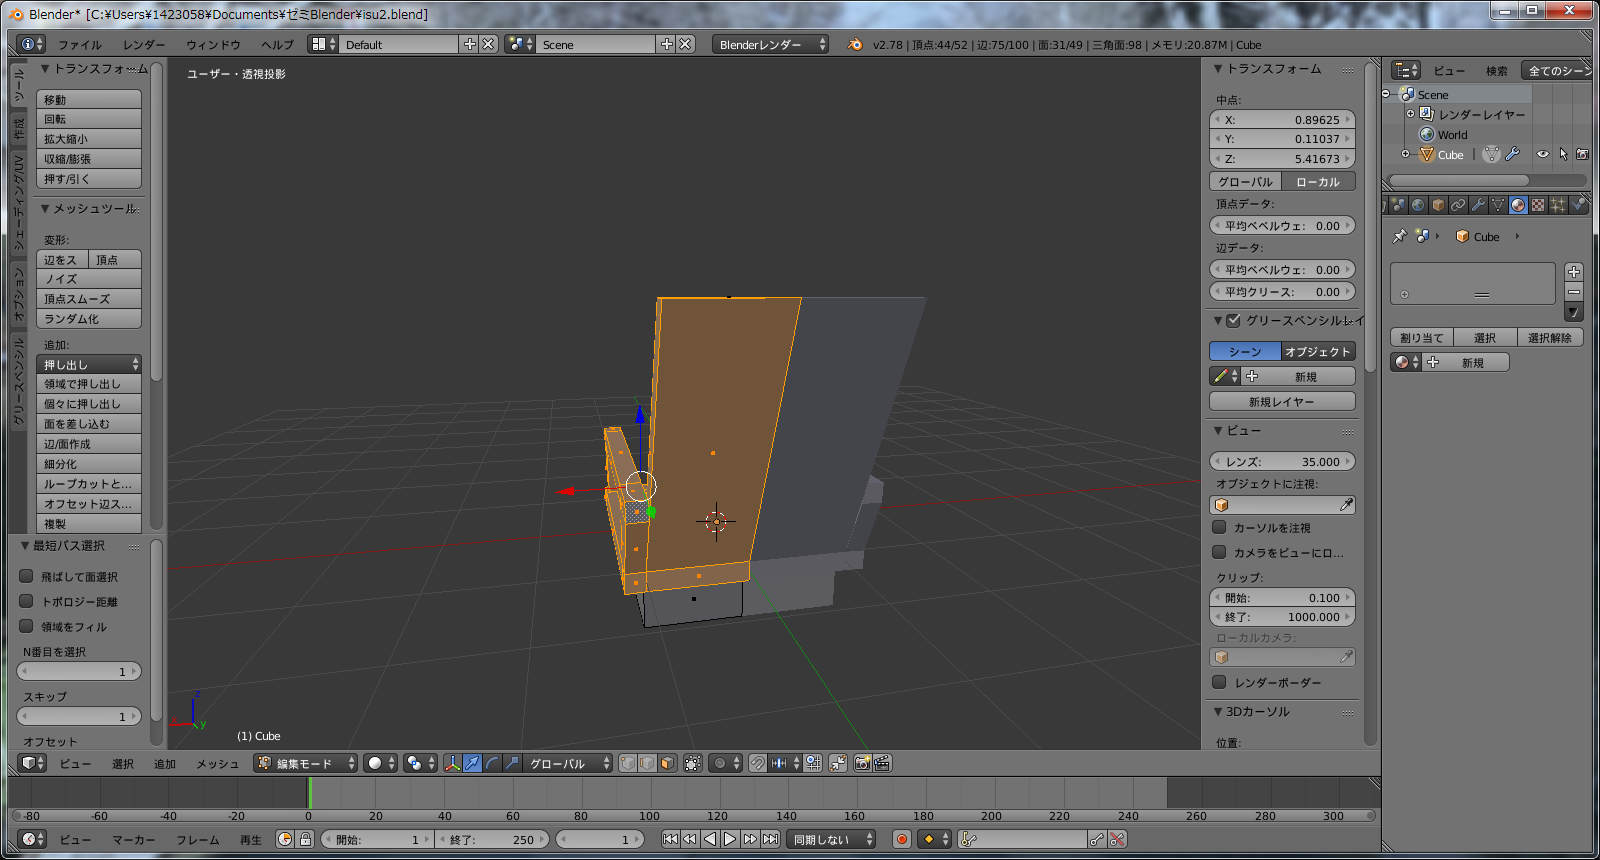 Blender* [C:¥Users¥1423058¥Documents¥ゼミBlender¥isu2.blend]
ファイル レンダー ウィンドウ ヘルプ Default Scene Blenderレンダー v2.78 | 頂点:44/52 | 辺:75/100 | 面:31/49 | 三角面:98 | メモリ:20.87M | Cube
ツール
作成
シェーディング/UV
オプション
グリースペンシル
▼トランスフォーム
移動
回転
拡大縮小
収縮/膨張
押す/引く
▼メッシュツール
変形:
辺をス 頂点
ノイズ
頂点スムーズ
ランダム化
追加:
押し出し
領域で押し出し
個々に押し出し
面を差し込む
辺/面作成
細分化
ループカットと...
オフセット辺ス...
複製
▼最短パス選択
飛ばして面選択
トポロジー距離
領域をフィル
N番目を選択
1
スキップ
1
オフセット
ユーザー・透視投影
z
y
(1) Cube
▼トランスフォーム
中点:
X: 0.89625
Y: 0.11037
Z: 5.41673
グローバル ローカル
頂点データ:
平均ベベルウェ: 0.00
辺データ:
平均ベベルウェ: 0.00
平均クリース: 0.00
▼グリースペンシルレイ
シーン オブジェクト
新規
新規レイヤー
▼ビュー
レンズ: 35.000
オブジェクトに注視:
カーソルを注視
カメラをビューにロ...
クリップ:
開始: 0.100
終了: 1000.000
ローカルカメラ:
レンダーボーダー
▼3Dカーソル
位置:
ビュー 検索 全てのシーン
Scene
レンダーレイヤー
World
Cube
Cube
割り当て 選択 選択解除
新規
ビュー 選択 追加 メッシュ 編集モード グローバル
-80 -60 -40 -20 0 20 40 60 80 100 120 140 160 180 200 220 240 260 280 300
ビュー マーカー フレーム 再生 開始: 1 終了: 250 1 同期しない